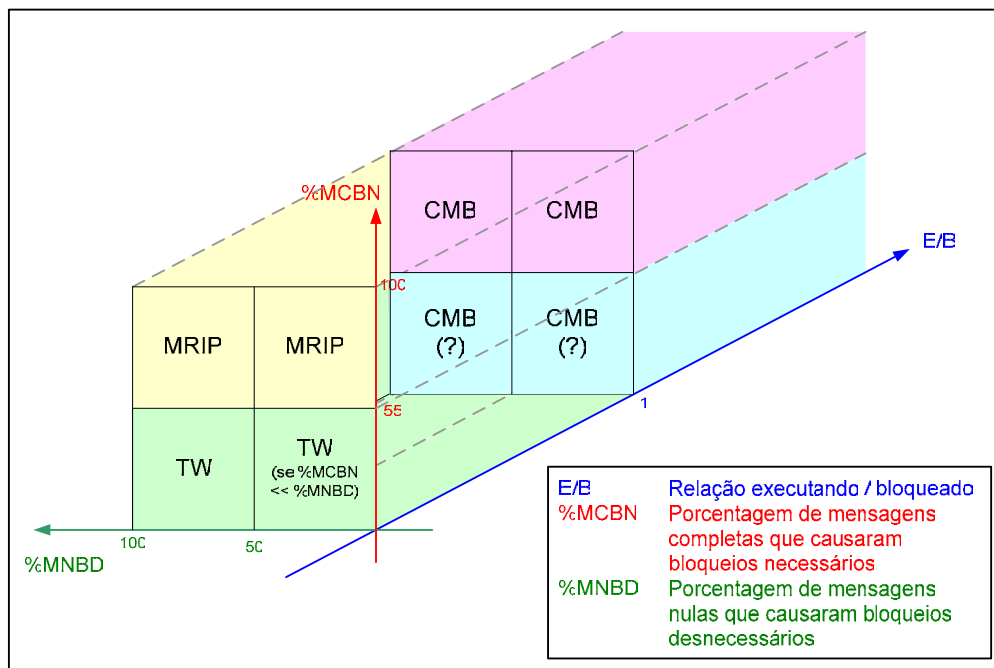 %MCBN
CMB CMB
E/B
100
CMB CMB
(?) (?)
MRIP MRIP
1
55
TW TW
(se %MCBN
<< %MNBD)
100 50
%MNBD
E/B Relação executando / bloqueado
%MCBN Porcentagem de mensagens
completas que causaram
bloqueios necessários
%MNBD Porcentagem de mensagens
nulas que causaram bloqueios
desnecessários